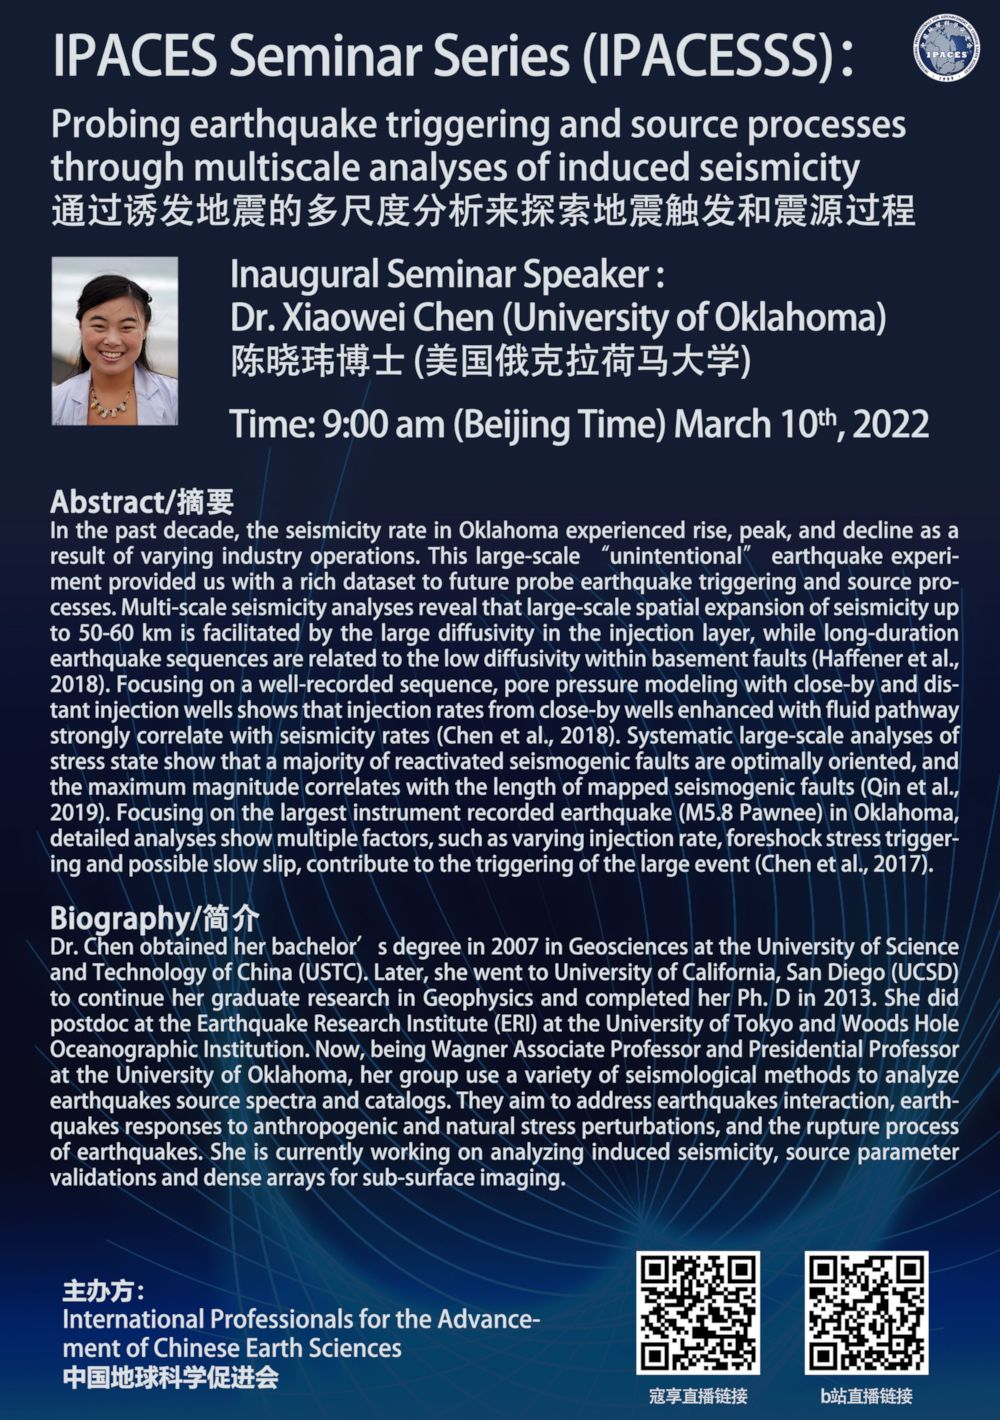 IPACES Seminar Series (IPACESSS):
IPACES
Probing earthquake triggering and source processes
through multiscale analyses of induced seismicity
通过诱发地震的多尺度分析来探索地震触发和震源过程
Inaugural Seminar Speaker :
Dr. Xiaowei Chen (University of Oklahoma)
陈晓玮博士 (美国俄克拉荷马大学)
Time: 9:00 am (Beijing Time) March 10th, 2022
Abstract/摘要
In the past decade, the seismicity rate in Oklahoma experienced rise, peak, and decline as a
result of varying industry operations. This large-scale “unintentional” earthquake experi-
ment provided us with a rich dataset to future probe earthquake triggering and source pro-
cesses. Multi-scale seismicity analyses reveal that large-scale spatial expansion of seismicity up
to 50-60 km is facilitated by the large diffusivity in the injection layer, while long-duration
earthquake sequences are related to the low diffusivity within basement faults (Haffener et al.,
2018). Focusing on a well-recorded sequence, pore pressure modeling with close-by and dis-
tant injection wells shows that injection rates from close-by wells enhanced with fluid pathway
strongly correlate with seismicity rates (Chen et al., 2018). Systematic large-scale analyses of
stress state show that a majority of reactivated seismogenic faults are optimally oriented, and
the maximum magnitude correlates with the length of mapped seismogenic faults (Qin et al.,
2019). Focusing on the largest instrument recorded earthquake (M5.8 Pawnee) in Oklahoma,
detailed analyses show multiple factors, such as varying injection rate, foreshock stress trigger-
ing and possible slow slip, contribute to the triggering of the large event (Chen et al., 2017).
Biography/简介
Dr. Chen obtained her bachelor’s degree in 2007 in Geosciences at the University of Science
and Technology of China (USTC). Later, she went to University of California, San Diego (UCSD)
to continue her graduate research in Geophysics and completed her Ph. D in 2013. She did
postdoc at the Earthquake Research Institute (ERI) at the University of Tokyo and Woods Hole
Oceanographic Institution. Now, being Wagner Associate Professor and Presidential Professor
at the University of Oklahoma, her group use a variety of seismological methods to analyze
earthquakes source spectra and catalogs. They aim to address earthquakes interaction, earth-
quakes responses to anthropogenic and natural stress perturbations, and the rupture process
of earthquakes. She is currently working on analyzing induced seismicity, source parameter
validations and dense arrays for sub-surface imaging.
主办方：
International Professionals for the Advance-
ment of Chinese Earth Sciences
中国地球科学促进会
寇享直播链接
b站直播链接